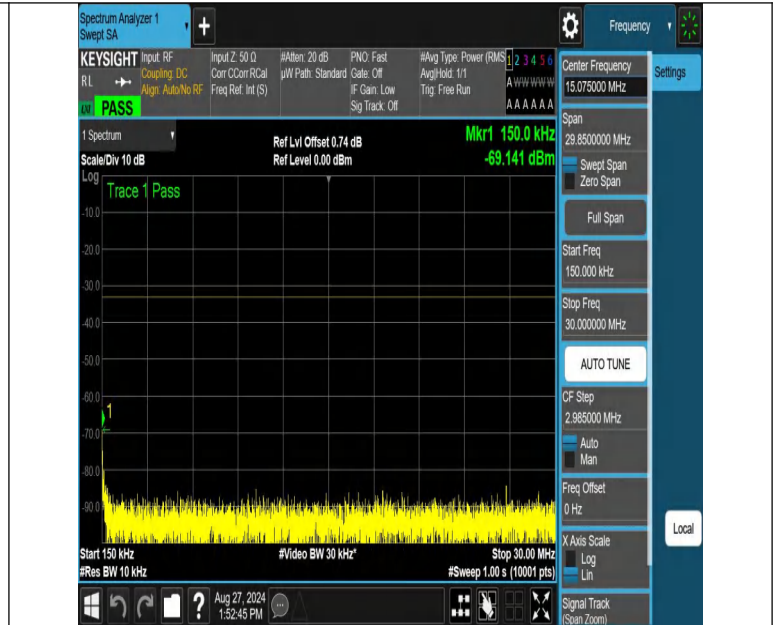 Spectrum Analyzer 1
Swept SA
+
Frequency
KEYSIGHT
RL
PASS
Input: RF
Coupling: DC
Align: Auto/No RF
Input Z: 50 Ω
Corr CCorr RCal
Freq Ref: Int (S)
#Atten: 20 dB
µW Path: Standard
PNO: Fast
Gate: Off
IF Gain: Low
Sig Track: Off
#Avg Type: Power (RMS
Avg|Hold: 1/1
Trig: Free Run
1 2 3 4 5 6
A W W W W W
A A A A A A
1 Spectrum
Scale/Div 10 dB
Ref Lvl Offset 0.74 dB
Ref Level 0.00 dBm
Mkr1 150.0 kHz
-69.141 dBm
Log
Trace 1 Pass
-10.0
-20.0
-30.0
-40.0
-50.0
-60.0
1
-70.0
-80.0
-90.0
Start 150 kHz
#Res BW 10 kHz
#Video BW 30 kHz*
Stop 30.00 MHz
#Sweep 1.00 s (10001 pts)
Center Frequency
15.075000 MHz
Settings
Span
29.8500000 MHz
Swept Span
Zero Span
Full Span
Start Freq
150.000 kHz
Stop Freq
30.000000 MHz
AUTO TUNE
CF Step
2.985000 MHz
Auto
Man
Freq Offset
0 Hz
X Axis Scale
Log
Lin
Local
Signal Track
(Span Zoom)
?
Aug 27, 2024
1:52:45 PM